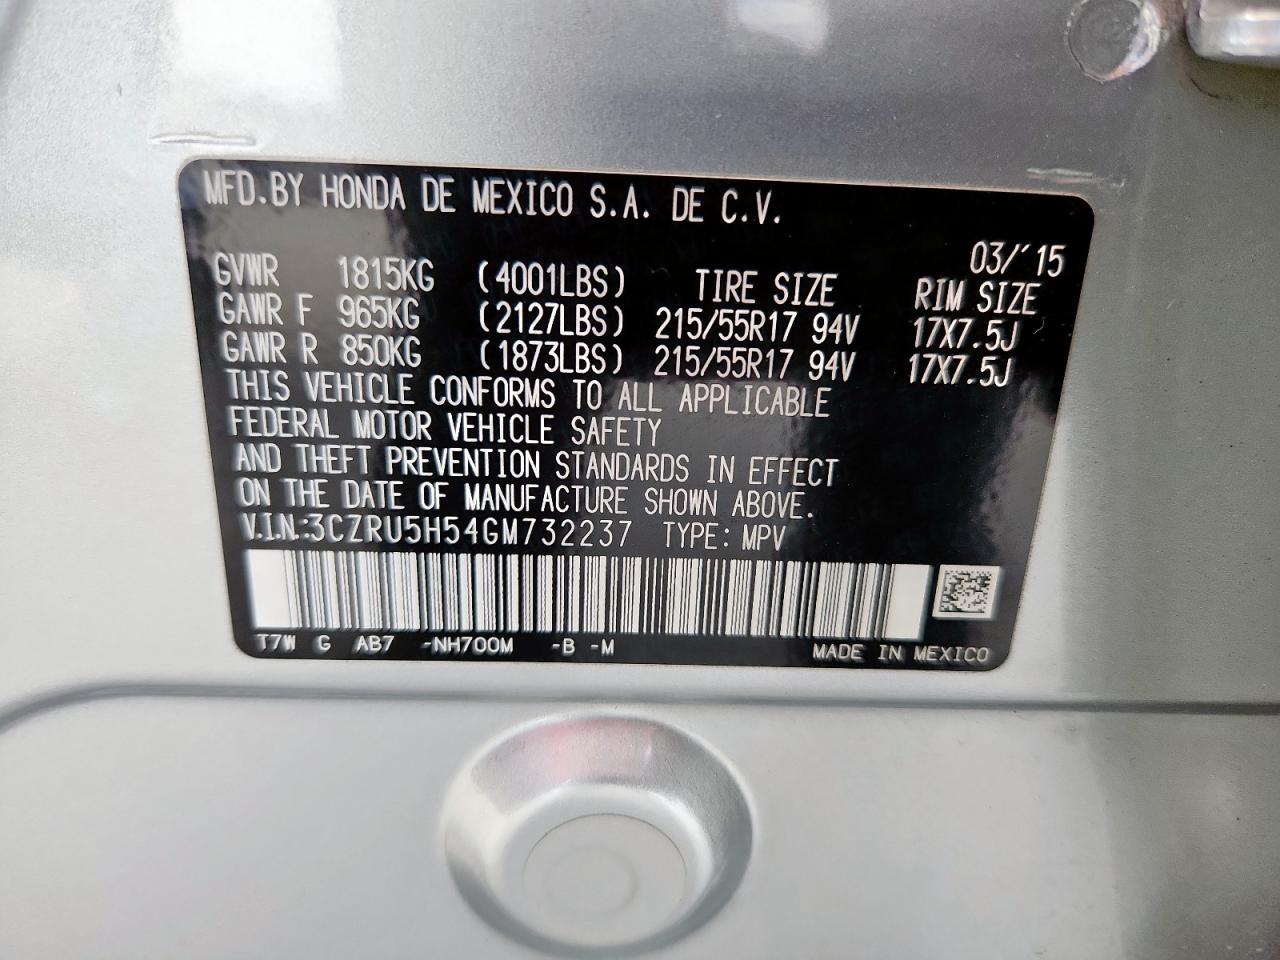 MFD.BY HONDA DE MEXICO S.A. DE C.V.
03/'15
GVWR 1815KG (4001LBS) TIRE SIZE RIM SIZE
GAWR F 965KG (2127LBS) 215/55R17 94V 17X7.5J
GAWR R 850KG (1873LBS) 215/55R17 94V 17X7.5J
THIS VEHICLE CONFORMS TO ALL APPLICABLE
FEDERAL MOTOR VEHICLE SAFETY
AND THEFT PREVENTION STANDARDS IN EFFECT
ON THE DATE OF MANUFACTURE SHOWN ABOVE.
V.I.N.:3CZRU5H54GM732237 TYPE: MPV
T7W G AB7 -NH700M -B -M MADE IN MEXICO